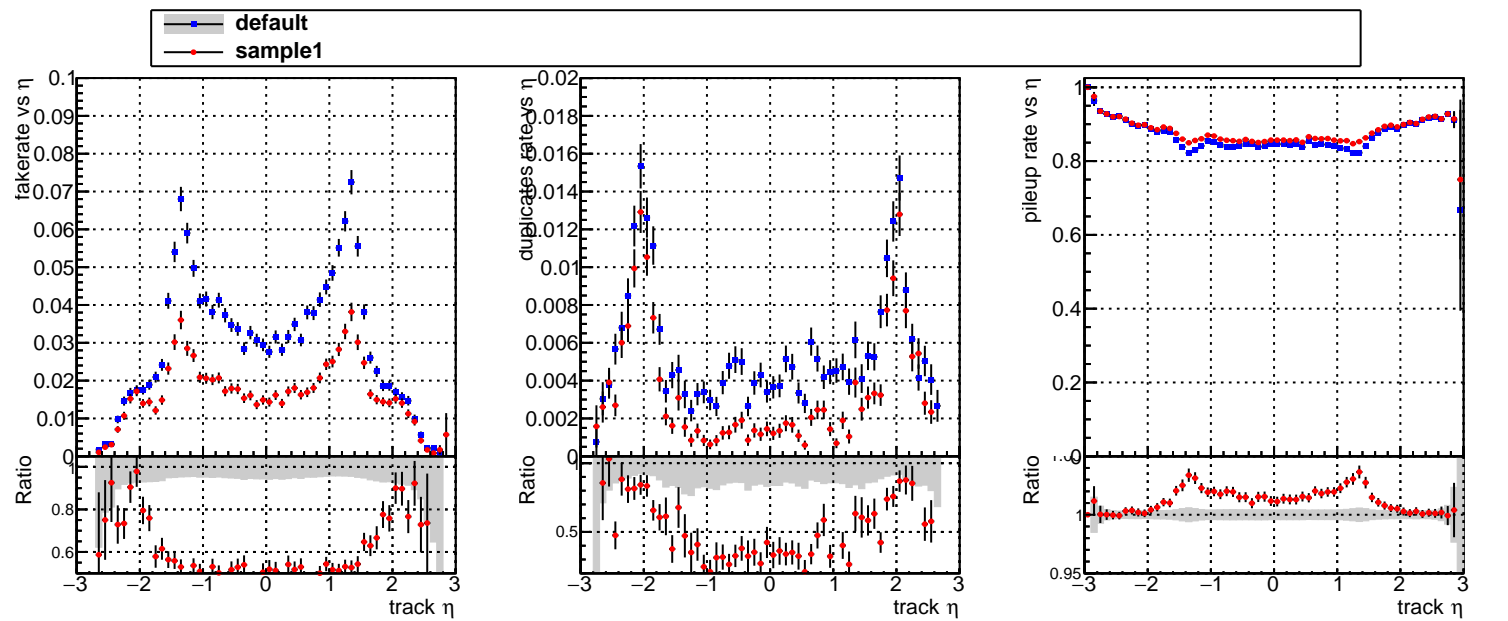 default
sample1
fakerate vs η
0.1
0.09
0.08
0.07
0.06
0.05
0.04
0.03
0.02
0.01
0
Ratio
1
0.8
0.6
−3 −2 −1 0 1 2 3
track η
duplicates rate vs η
0.02
0.018
0.016
0.014
0.012
0.01
0.008
0.006
0.004
0.002
0
Ratio
1
0.5
−3 −2 −1 0 1 2 3
track η
pileup rate vs η
1
0.8
0.6
0.4
0.2
0
Ratio
1
0.95
−3 −2 −1 0 1 2 3
track η